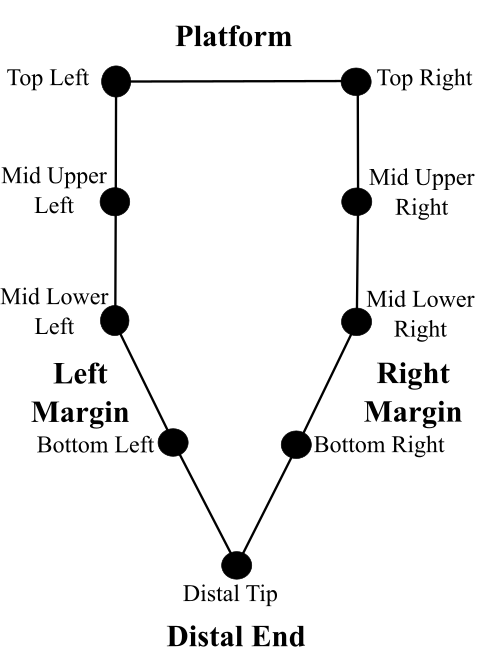 Platform
Top Left
Top Right
Mid Upper
Left
Mid Upper
Right
Mid Lower
Left
Mid Lower
Right
Left
Margin
Right
Margin
Bottom Left
Bottom Right
Distal Tip
Distal End